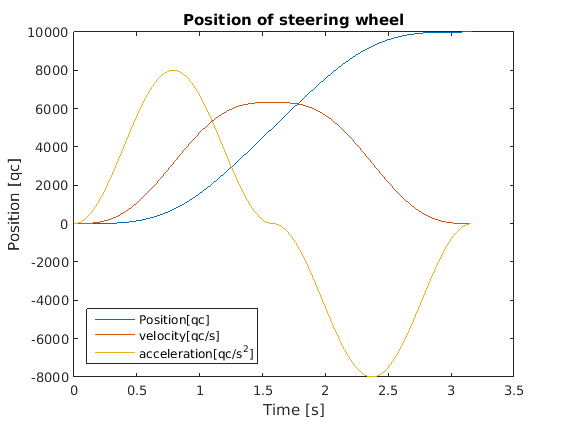 Position of steering wheel
10000
8000
6000
4000
2000
0
-2000
-4000
-6000
-8000
Position [qc]
Position[qc]
velocity[qc/s]
acceleration[qc/s²]
0 0.5 1 1.5 2 2.5 3 3.5
Time [s]